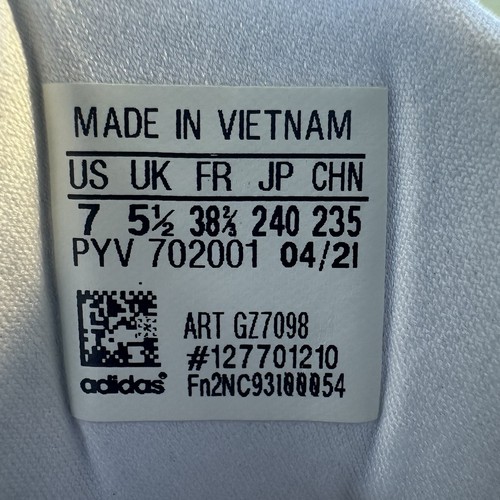 MADE IN VIETNAM
US UK FR JP CHN
7 5½ 38⅔ 240 235
PYV 702001 04/21
ART GZ7098
#127701210
adidas